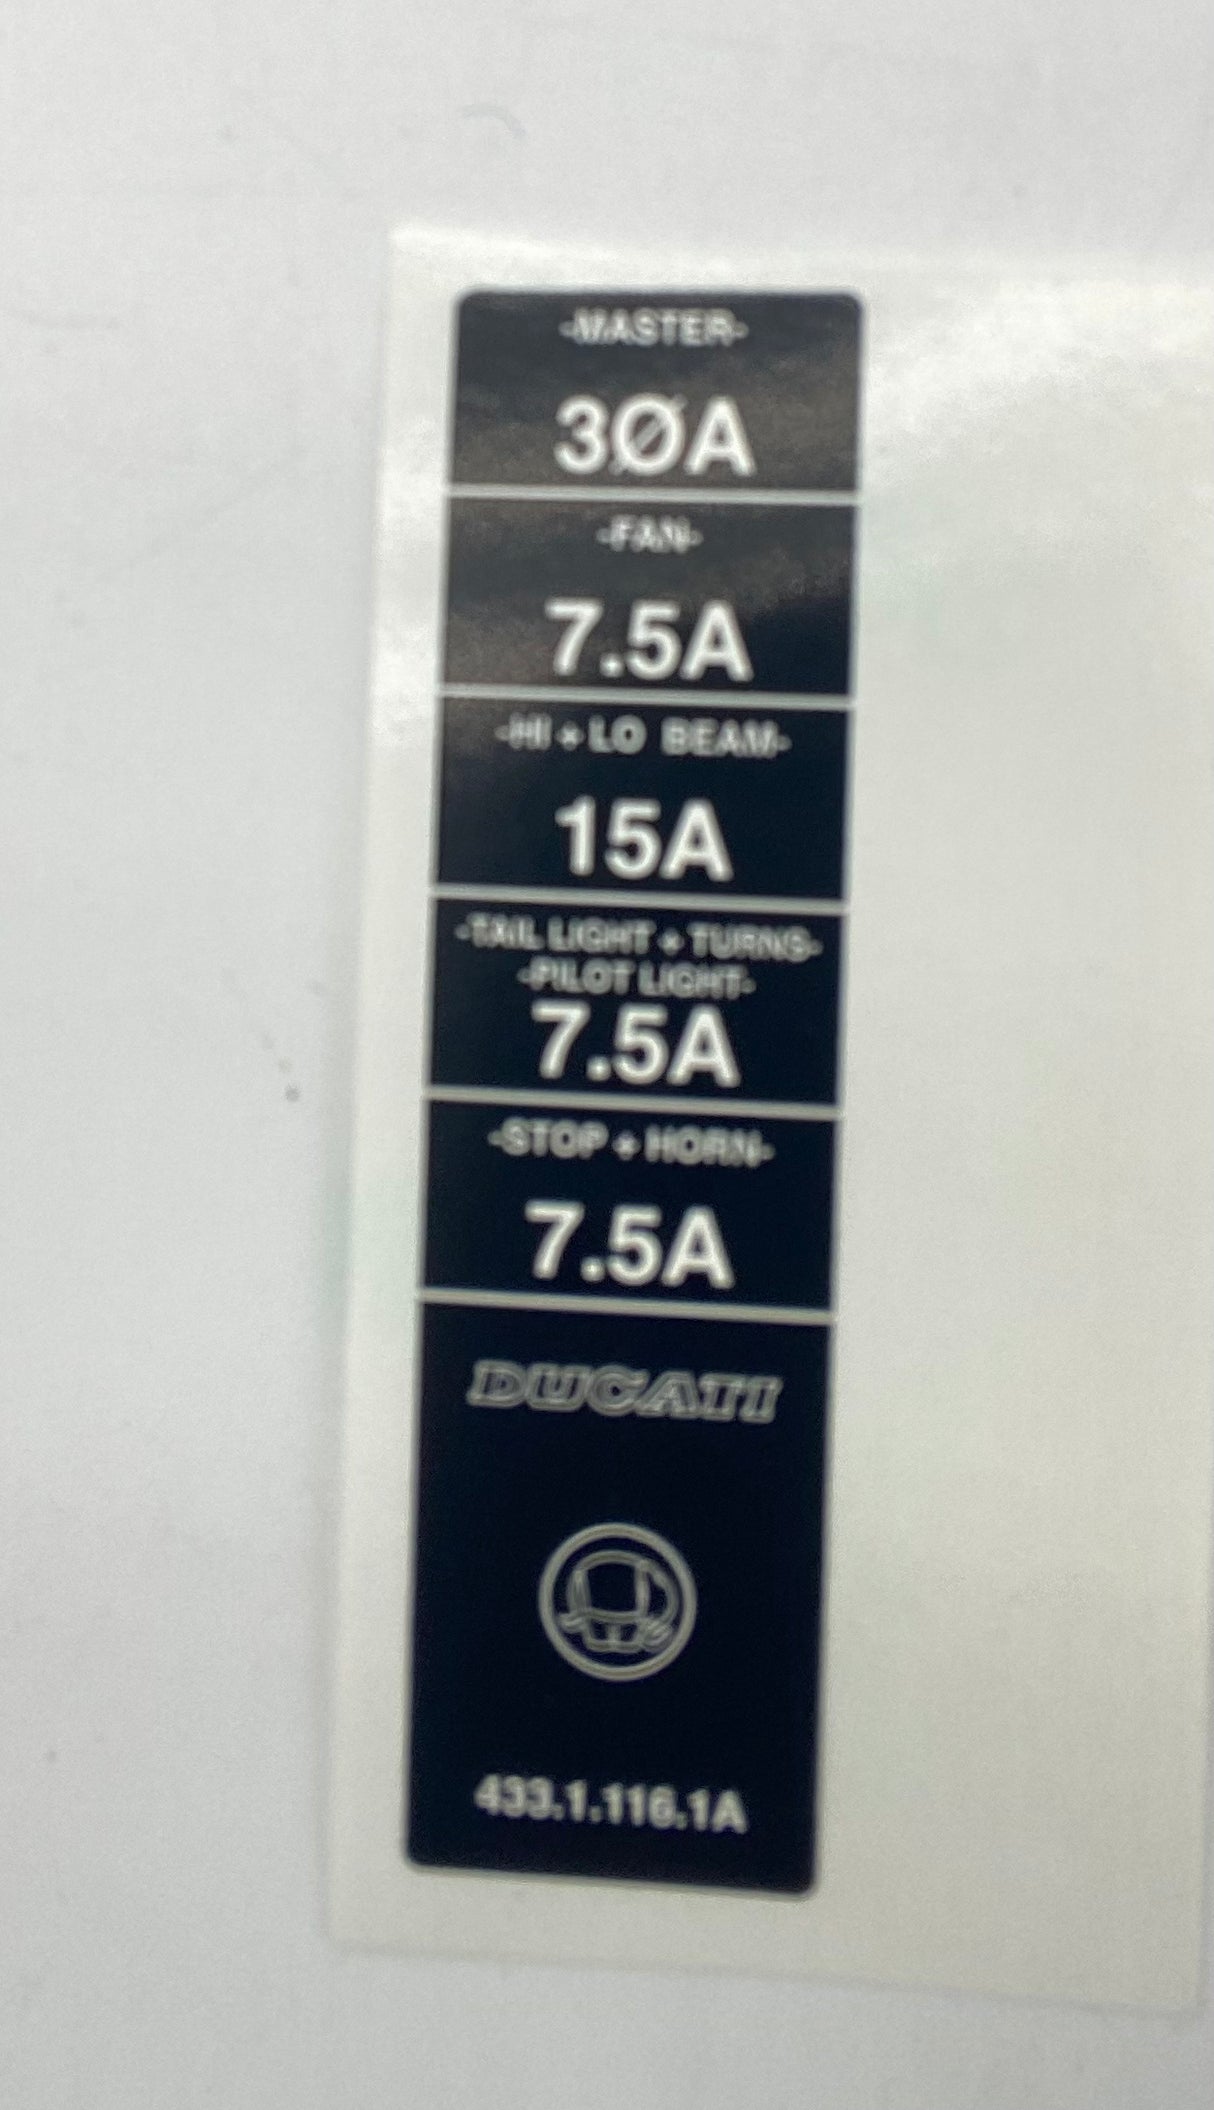 -MASTER-
3ØA
-FAN-
7.5A
-HI + LO BEAM-
15A
-TAIL LIGHT + TURNS-
-PILOT LIGHT-
7.5A
-STOP + HORN-
7.5A
DUCATI
433.1.116.1A